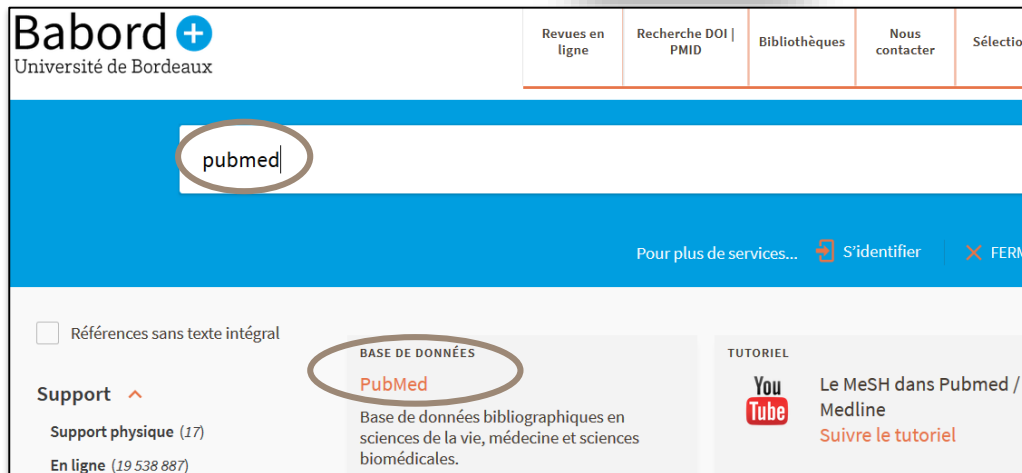 Babord +
Université de Bordeaux
Revues en ligne
Recherche DOI | PMID
Bibliothèques
Nous contacter
Sélectio
pubmed
Pour plus de services... S'identifier
FERM
Références sans texte intégral
Support
Support physique (17)
En ligne (19 538 887)
BASE DE DONNÉES
PubMed
Base de données bibliographiques en
sciences de la vie, médecine et sciences
biomédicales.
TUTORIEL
You
Tube
Le MeSH dans Pubmed /
Medline
Suivre le tutoriel